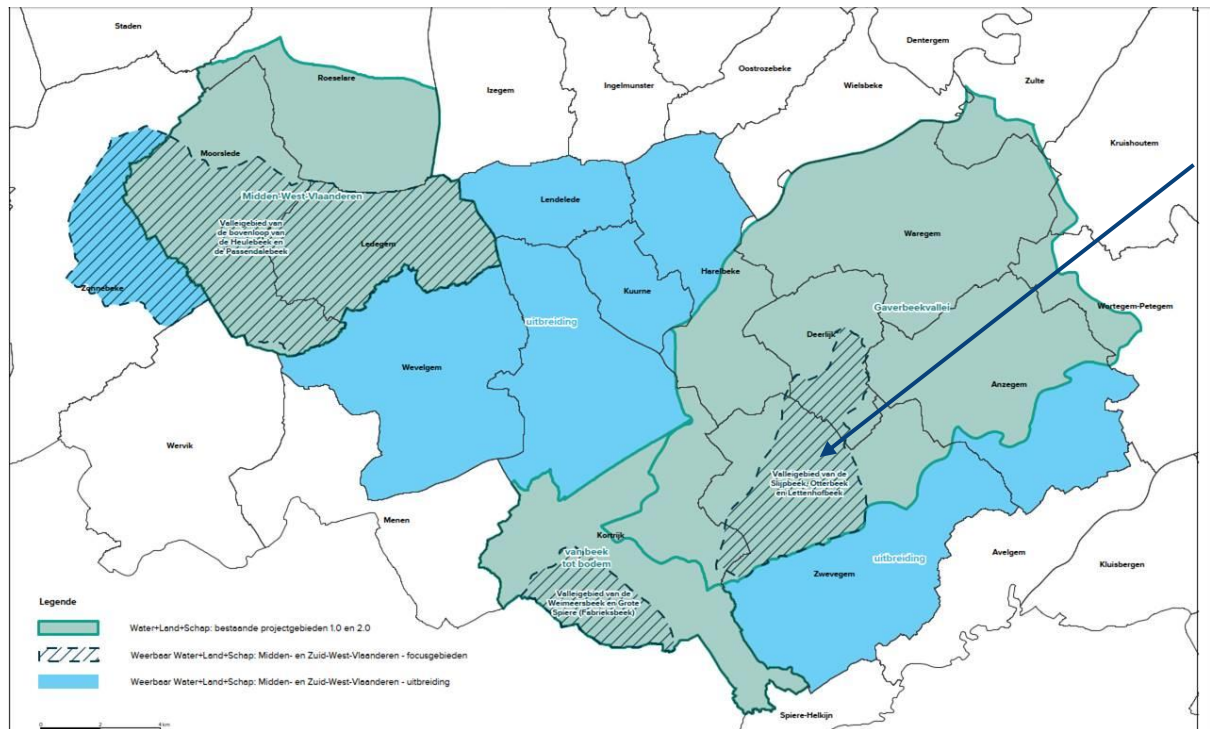 Staden
Dentergem
Roeselare
Oostrozebeke
Zulte
Izegem
Ingelmunster
Wielsbeke
Kruishoutem
Moorslede
Midden-West-Vlaanderen
Lendelede
Valleigebied van
de bovenloop van
de Heulebeek en
de Passendalebeek
Ledegem
Waregem
Harelbeke
Zonnebeke
Kuurne
Gaverbeekvallei
Wortegem-Petegem
uitbreiding
Deerlijk
Wevelgem
Anzegem
Wervik
Valleigebied van de
Slijpbeek, Otterbeek
en Lettenhofbeek
Menen
Kortrijk
van beek
tot bodem
Zwevegem
uitbreiding
Avelgem
Kluisbergen
Valleigebied van de
Weimeersbeek en Grote
Spiere (Fabrieksbeek)
Legende
Water+Land+Schap: bestaande projectgebieden 1.0 en 2.0
Weerbaar Water+Land+Schap: Midden- en Zuid-West-Vlaanderen - focusgebieden
Weerbaar Water+Land+Schap: Midden- en Zuid-West-Vlaanderen - uitbreiding
Spiere-Helkijn
0 2 4 km